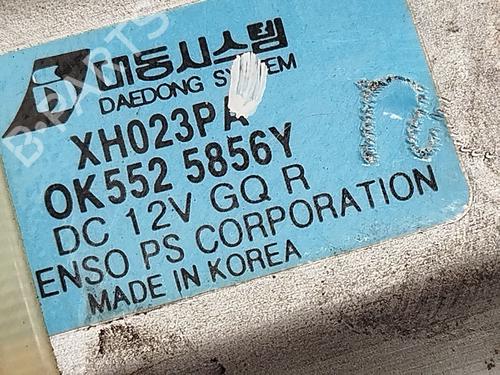 대동시스템
DAEDONG SYSTEM
XH023PA
0K552 5856Y
DC 12V GQ R
ENSO PS CORPORATION
MADE IN KOREA